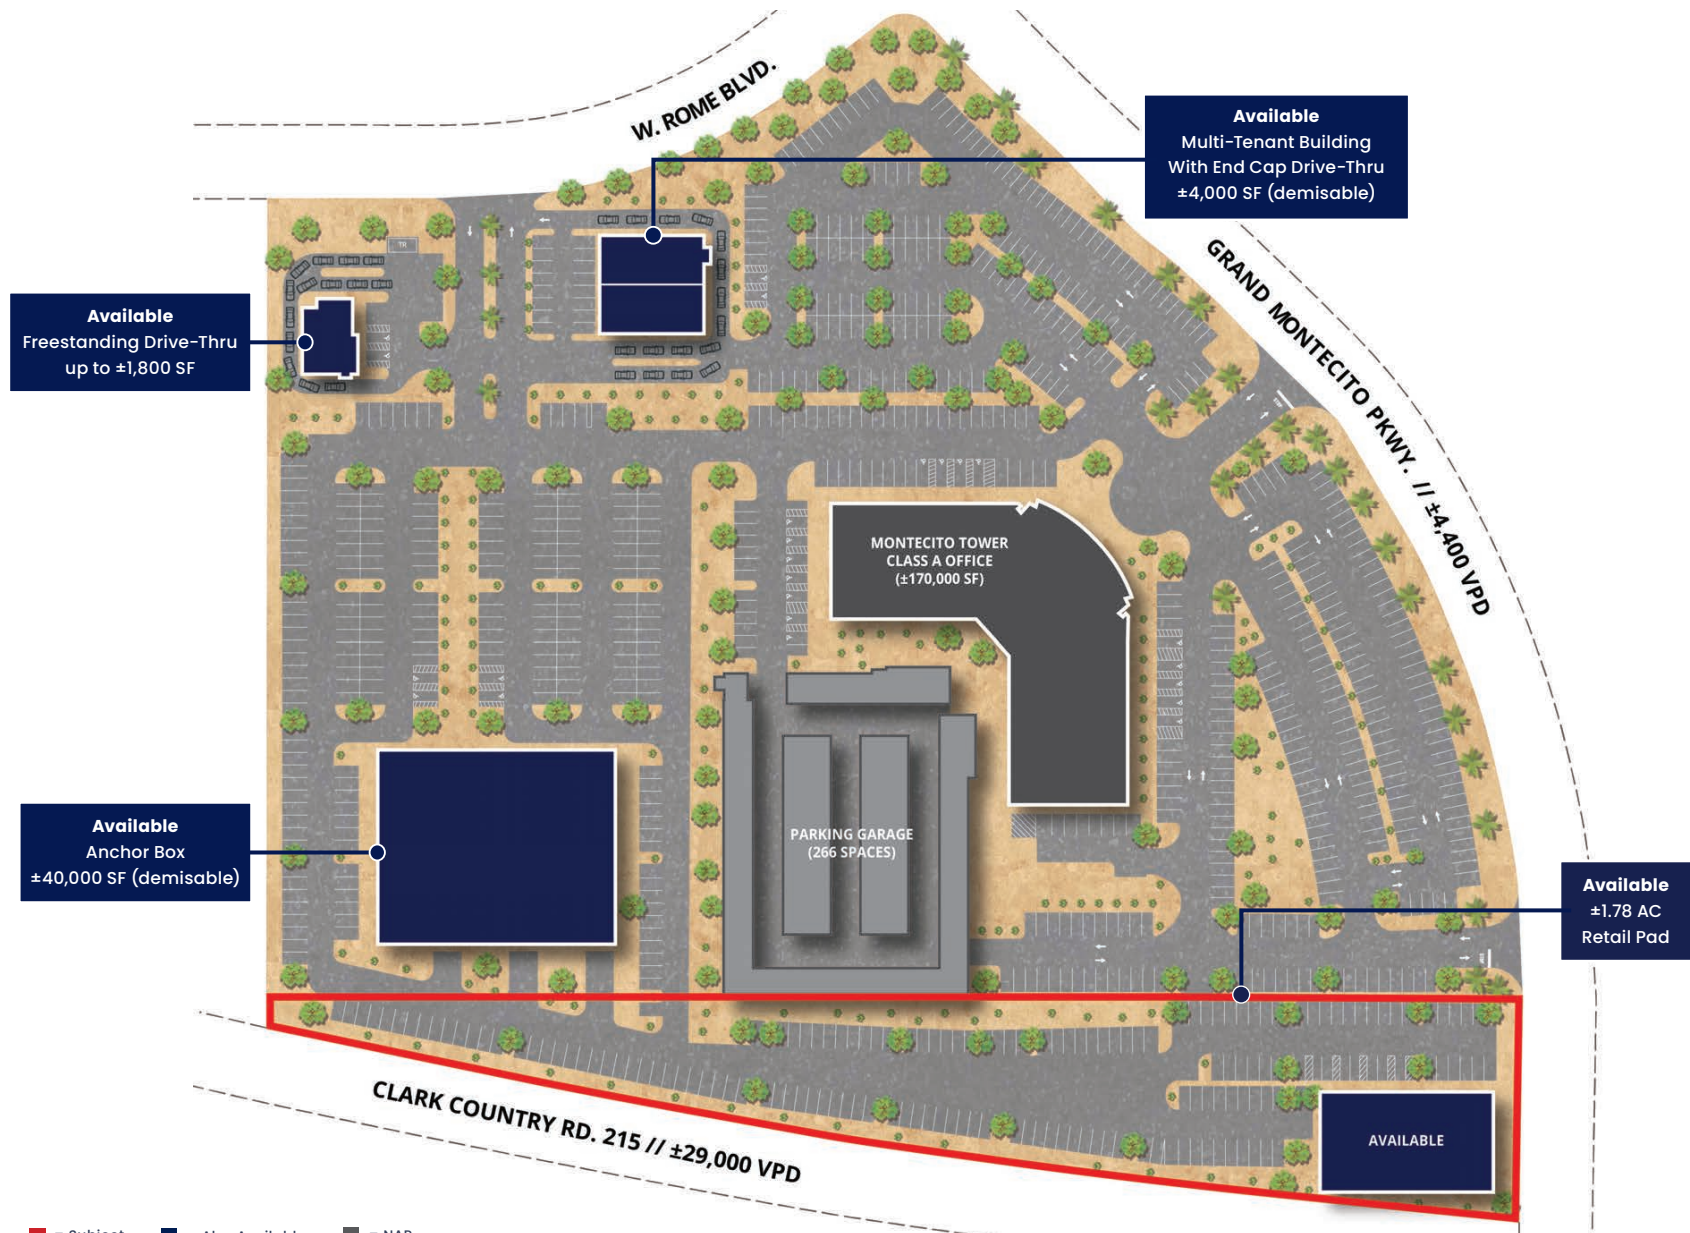 W. ROME BLVD.
Available
Multi-Tenant Building
With End Cap Drive-Thru
±4,000 SF (demisable)
GRAND MONTECITO PKWY. // ±4,400 VPD
TR
Available
Freestanding Drive-Thru
up to ±1,800 SF
MONTECITO TOWER
CLASS A OFFICE
(±170,000 SF)
Available
Anchor Box
±40,000 SF (demisable)
PARKING GARAGE
(266 SPACES)
Available
±1.78 AC
Retail Pad
CLARK COUNTRY RD. 215 // ±29,000 VPD
AVAILABLE
= Subject
= NAP